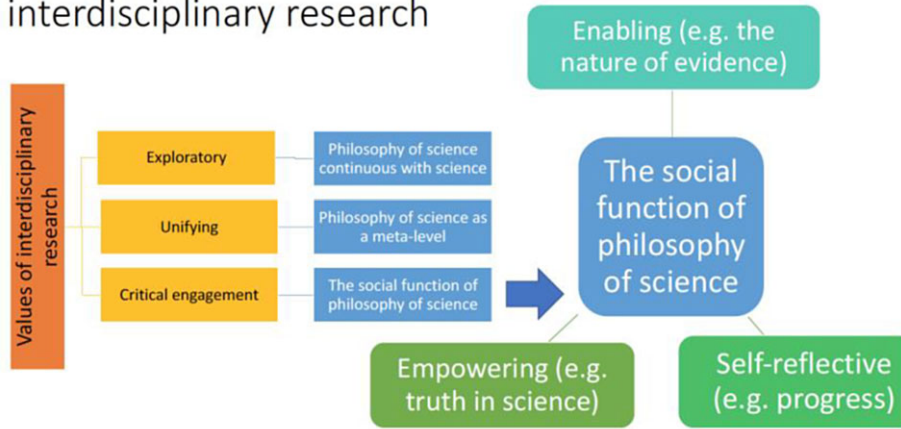 interdisciplinary research
Values of interdisciplinary
research
Exploratory
Philosophy of science
continuous with science
Unifying
Philosophy of science as
a meta-level
Critical engagement
The social function of
philosophy of science
Enabling (e.g. the
nature of evidence)
The social
function of
philosophy
of science
Empowering (e.g.
truth in science)
Self-reflective
(e.g. progress)